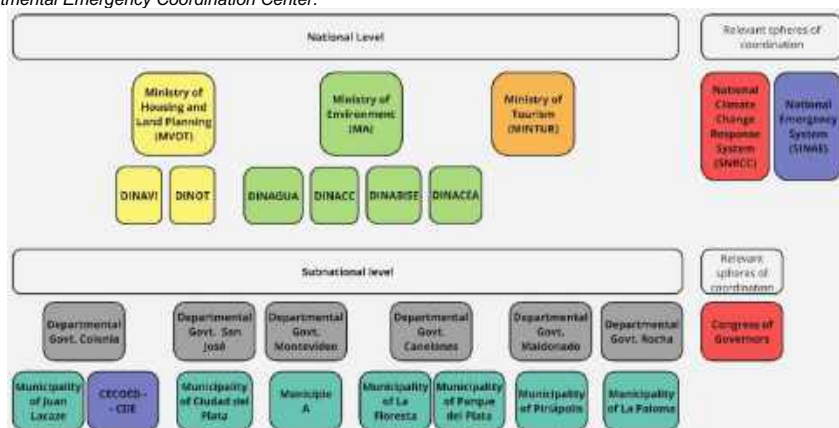 tmental Emergency Coordination Center.
National Level
Relevant spheres of
coordination
Ministry of
Housing and
Land Planning
(MVOT)
Ministry of
Environment
(MA)
Ministry of
Tourism
(MINTUR)
National
Climate
Change
Response
System
(SNRCC)
National
Emergency
System
(SINAE)
DINAVI
DINOT
DINAGUA
DINACC
DINABISE
DINACEA
Subnational level
Relevant
spheres of
coordination
Departmental
Govt. Colonia
Departmental
Govt. San
José
Departmental
Govt.
Montevideo
Departmental
Govt.
Canelones
Departmental
Govt.
Maldonado
Departmental
Govt. Rocha
Congress of
Governors
Municipality
of Juan
Lacaze
CECOED-
- CDE
Municipality
of Ciudad del
Plata
Municipio
A
Municipality
of La
Floresta
Municipality
of Parque
del Plata
Municipality
of Piriápolis
Municipality
of La Paloma